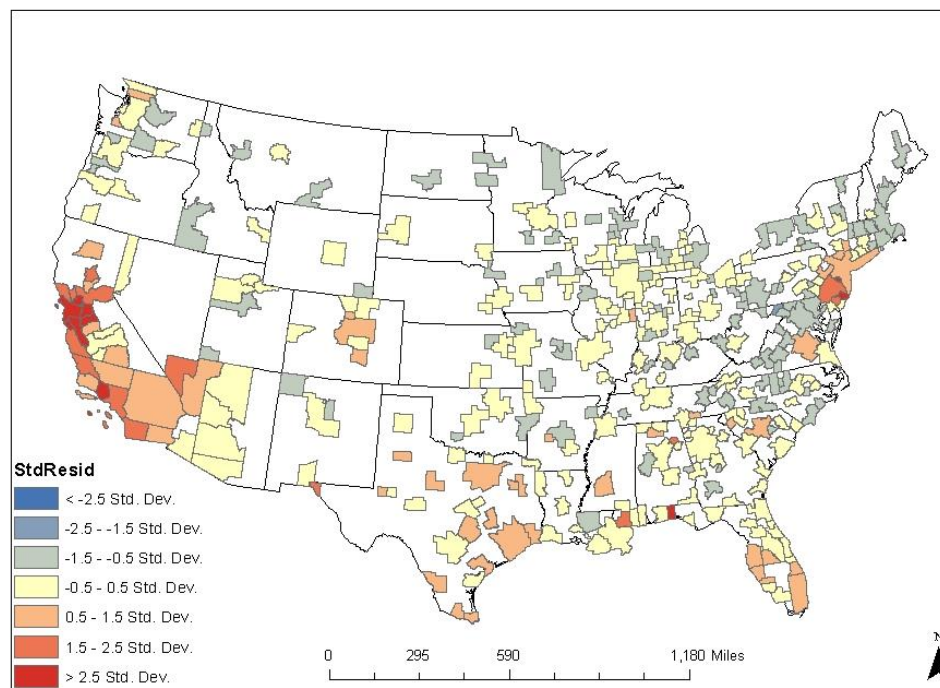 StdResid
< -2.5 Std. Dev.
-2.5 - -1.5 Std. Dev.
-1.5 - -0.5 Std. Dev.
-0.5 - 0.5 Std. Dev.
0.5 - 1.5 Std. Dev.
1.5 - 2.5 Std. Dev.
> 2.5 Std. Dev.
0 295 590 1,180 Miles
N